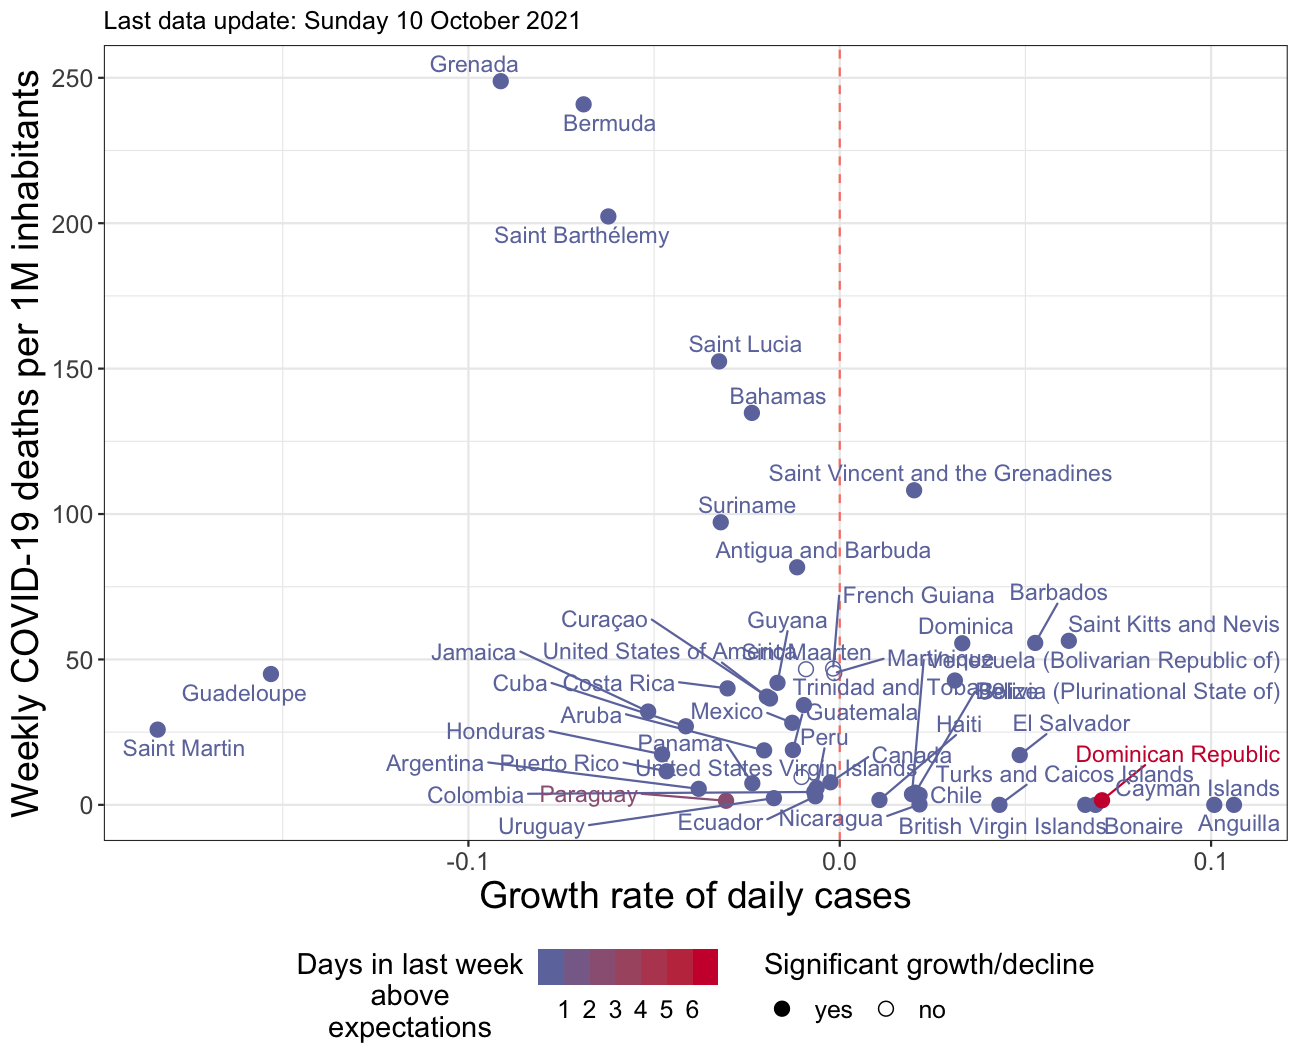 Last data update: Sunday 10 October 2021
Weekly COVID-19 deaths per 1M inhabitants
250
200
150
100
50
0
Grenada
Bermuda
Saint Barthélemy
Saint Lucia
Bahamas
Saint Vincent and the Grenadines
Suriname
Antigua and Barbuda
French Guiana
Barbados
Curaçao
Guyana
Dominica
Saint Kitts and Nevis
Jamaica
United States of America
Sint Maarten
Martinique
Venezuela (Bolivarian Republic of)
Cuba
Costa Rica
Trinidad and Tobago
Belize
Bolivia (Plurinational State of)
Guadeloupe
Aruba
Mexico
Guatemala
Haiti
El Salvador
Honduras
Panama
Peru
Saint Martin
Argentina
Puerto Rico
United States Virgin Islands
Canada
Dominican Republic
Turks and Caicos Islands
Colombia
Paraguay
Chile
Cayman Islands
Uruguay
Ecuador
Nicaragua
British Virgin Islands
Bonaire
Anguilla
-0.1
0.0
0.1
Growth rate of daily cases
Days in last week
above
expectations
1 2 3 4 5 6
Significant growth/decline
yes
no